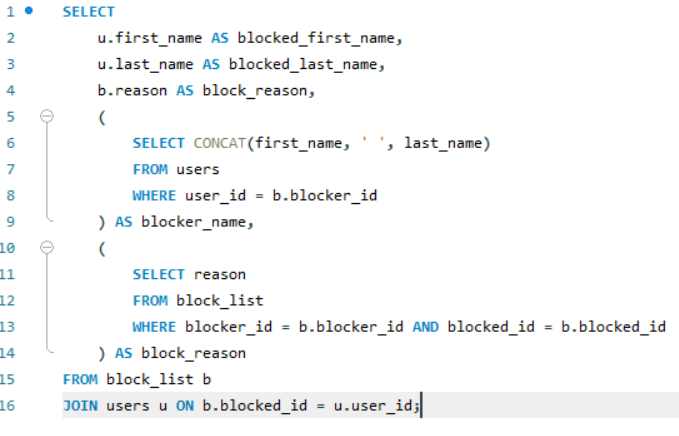 1 SELECT
2 u.first_name AS blocked_first_name,
3 u.last_name AS blocked_last_name,
4 b.reason AS block_reason,
5 (
6 SELECT CONCAT(first_name, ' ', last_name)
7 FROM users
8 WHERE user_id = b.blocker_id
9 ) AS blocker_name,
10 (
11 SELECT reason
12 FROM block_list
13 WHERE blocker_id = b.blocker_id AND blocked_id = b.blocked_id
14 ) AS block_reason
15 FROM block_list b
16 JOIN users u ON b.blocked_id = u.user_id;